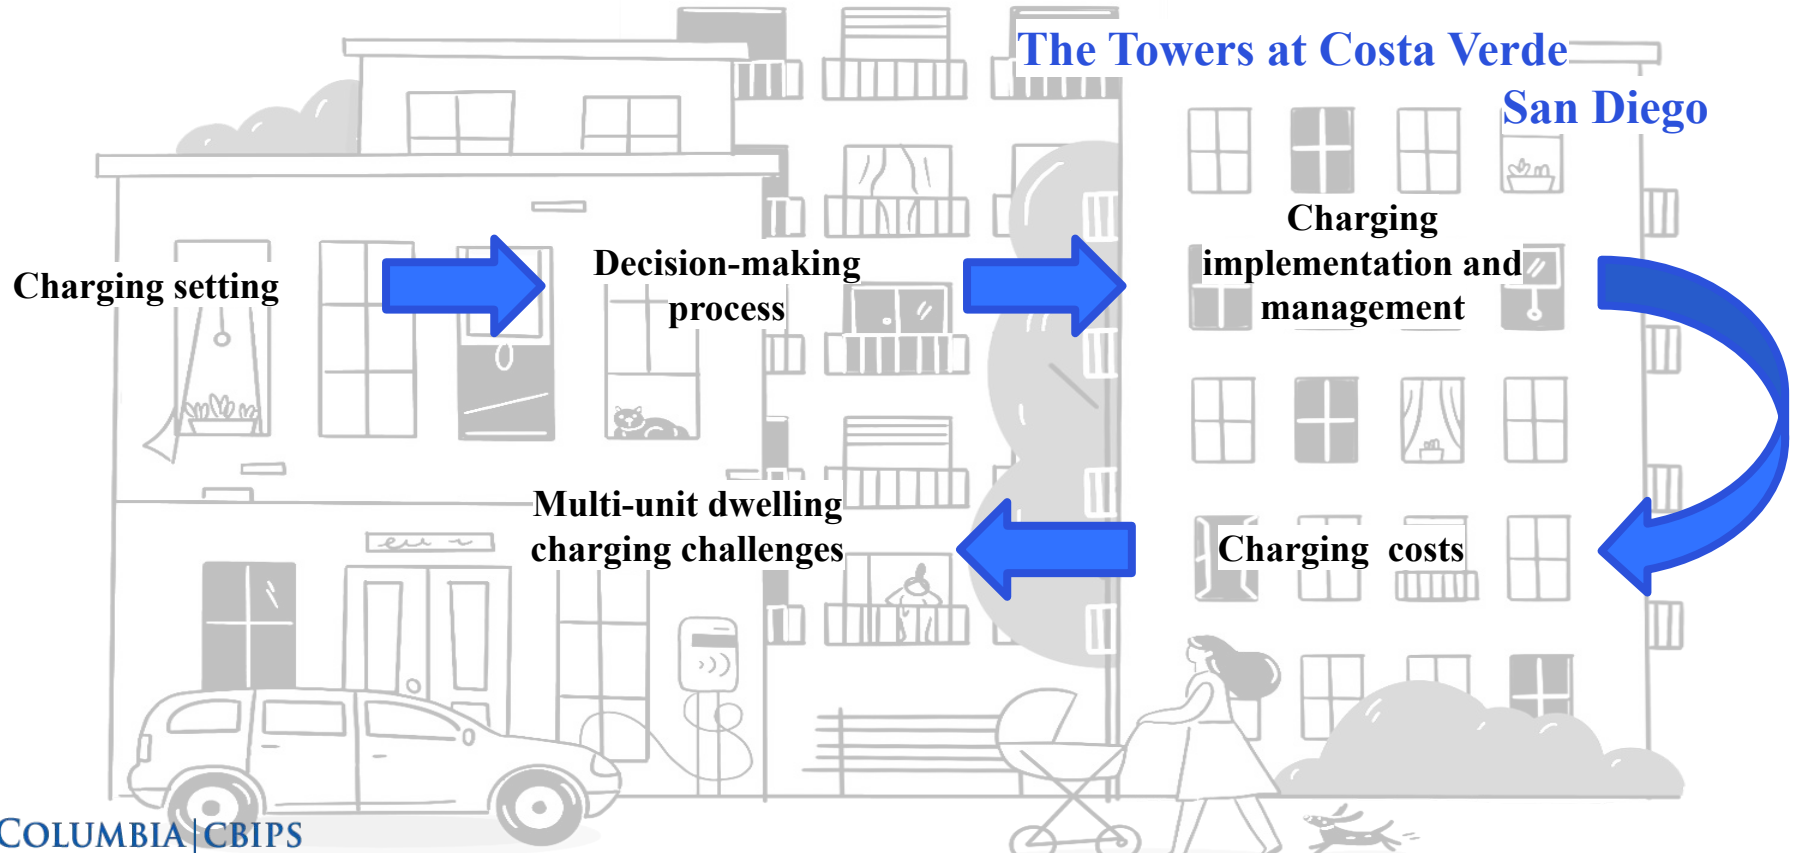 The Towers at Costa Verde
San Diego
Charging setting
Decision-making
process
Charging
implementation and
management
Charging costs
Multi-unit dwelling
charging challenges
COLUMBIA | CBIPS